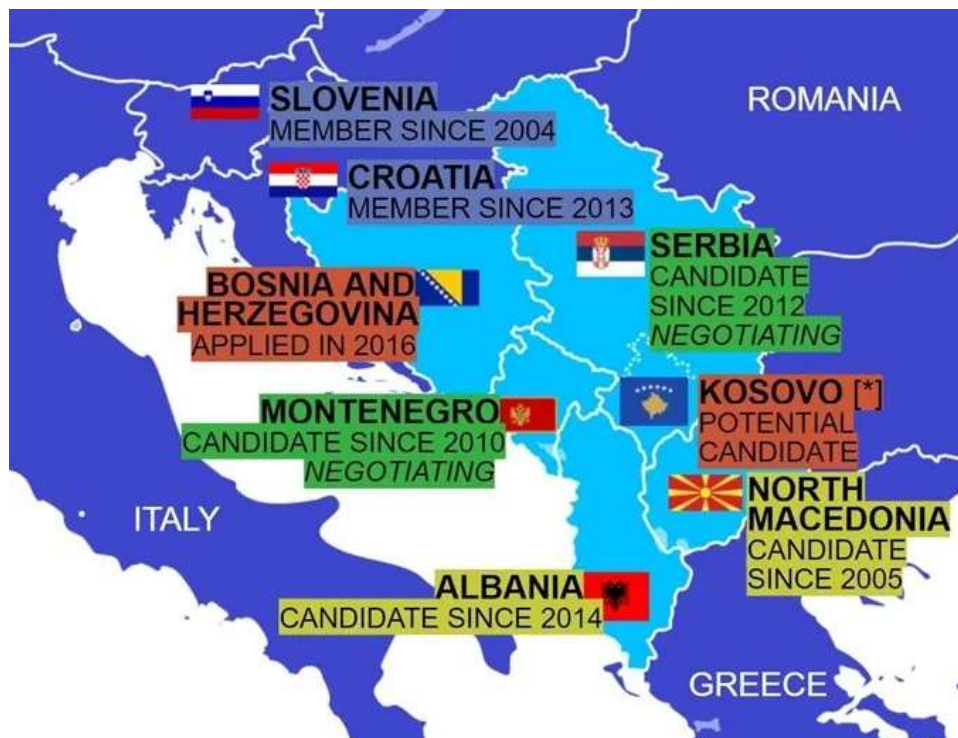 SLOVENIA
MEMBER SINCE 2004
ROMANIA
CROATIA
MEMBER SINCE 2013
SERBIA
CANDIDATE
SINCE 2012
NEGOTIATING
BOSNIA AND
HERZEGOVINA
APPLIED IN 2016
KOSOVO [*]
POTENTIAL
CANDIDATE
MONTENEGRO
CANDIDATE SINCE 2010
NEGOTIATING
NORTH
MACEDONIA
CANDIDATE
SINCE 2005
ITALY
ALBANIA
CANDIDATE SINCE 2014
GREECE